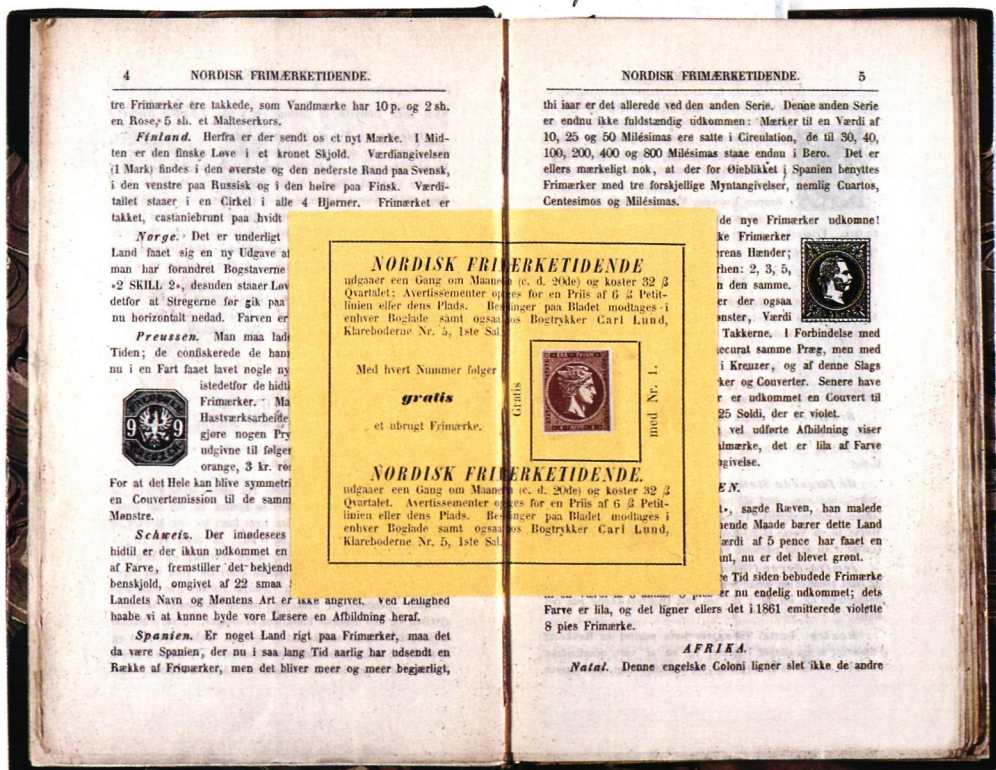 4 NORDISK FRIMÆRKETIDENDE.
tre Frimærker ere takkede, som Vandmærke har 10 p. og 2 sh.
en Rose, 5 sh. et Malteserkors.
Finland. Herfra er der sendt os et nyt Mærke. I Mid-
ten er den finske Løve i et kronet Skjold. Værdiangivelsen
(1 Mark) findes i den øverste og den nederste Rand paa Svensk,
i den venstre paa Russisk og i den høire paa Finsk. Værdi-
tallet staaer i en Cirkel i alle 4 Hjørner. Frimærket er
takket, castaniebrunt paa hvidt
Norge. Det er underligt
Land faaet sig en ny Udgave af
man har forandret Bogstaverne
"2 SKILL 2", desuden staaer Løv
detfor at Stregerne før gik paa
nu horizontalt nedad. Farven er
Preussen. Man maa lade
Tiden; de confiskerede de han
nu i en Fart faaet lavet nogle ny
istedetfor de hidti
Frimærker. Ma
Hastværksarbeide
gjøre nogen Pry
udgivne til følger
orange, 3 kr. ros
For at det Hele kan blive symmetri
en Couvertemission til de samm
Mønstre.
Schweiz. Der imødesees
hidtil er der ikkun udkommet en
af Farve, fremstiller det bekjendt
benskjold, omgivet af 22 smaa
Landets Navn og Møntens Art er ikke angivet. Ved Leilighed
haabe vi at kunne byde vore Læsere en Afbildning heraf.
Spanien. Er noget Land rigt paa Frimærker, maa det
da være Spanien, der nu i saa lang Tid aarlig har udsendt en
Række af Frimærker, men det bliver meer og meer begjærligt,
9 9
NORDISK FRIMÆRKETIDENDE
udgaaer een Gang om Maaneden (c. d. 20de) og koster 32 ß
Qvartalet; Avertissementer optages for en Priis af 6 ß Petit-
linien eller dens Plads. Bestillinger paa Bladet modtages i
enhver Boglade samt ogsaa hos Bogtrykker Carl Lund,
Klareboderne Nr. 5, 1ste Sal.
Med hvert Nummer følger
gratis
et ubrugt Frimærke.
Gratis
med Nr. 1.
NORDISK FRIMÆRKETIDENDE.
udgaaer een Gang om Maaneden (c. d. 20de) og koster 32 ß
Qvartalet. Avertissementer optages for en Priis af 6 ß Petit-
linien eller dens Plads. Bestillinger paa Bladet modtages i
enhver Boglade samt ogsaa hos Bogtrykker Carl Lund,
Klareboderne Nr. 5, 1ste Sal.
NORDISK FRIMÆRKETIDENDE. 5
thi iaar er det allerede ved den anden Serie. Denne anden Serie
er endnu ikke fuldstændig udkommen: Mærker til en Værdi af
10, 25 og 50 Milésimas ere satte i Circulation, de til 30, 40,
100, 200, 400 og 800 Milésimas staae endnu i Bero. Det er
ellers mærkeligt nok, at der for Øieblikket i Spanien benyttes
Frimærker med tre forskjellige Myntangivelser, nemlig Cuartos,
Centesimos og Milésimas.
de nye Frimærker udkomne!
ke Frimærker
erens Hænder;
rhen: 2, 3, 5,
n den samme.
er der ogsaa
ønster, Værdi
Takkerne. I Forbindelse med
ccurat samme Præg, men med
i Kreuzer, og af denne Slags
ker og Couverter. Senere have
r er udkommet en Couvert til
25 Soldi, der er violet.
vel udførte Afbildning viser
lmærke, det er lila af Farve
givelse.
EN.
t", sagde Ræven, han malede
nende Maade bærer dette Land
ærdi af 5 pence har faaet en
nt, nu er det blevet grønt.
e Tid siden bebudede Frimærke
er nu endelig udkommet; dets
Farve er lila, og det ligner ellers det i 1861 emitterede violette
8 pies Frimærke.
AFRIKA.
Natal. Denne engelske Coloni ligner slet ikke de andre